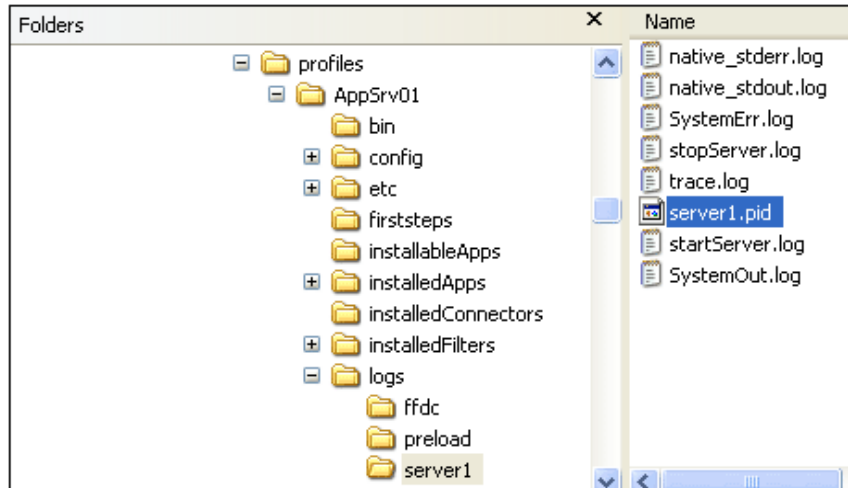 Folders
profiles
AppSrv01
bin
config
etc
firststeps
installableApps
installedApps
installedConnectors
installedFilters
logs
ffdc
preload
server1
Name
native_stderr.log
native_stdout.log
SystemErr.log
stopServer.log
trace.log
server1.pid
startServer.log
SystemOut.log